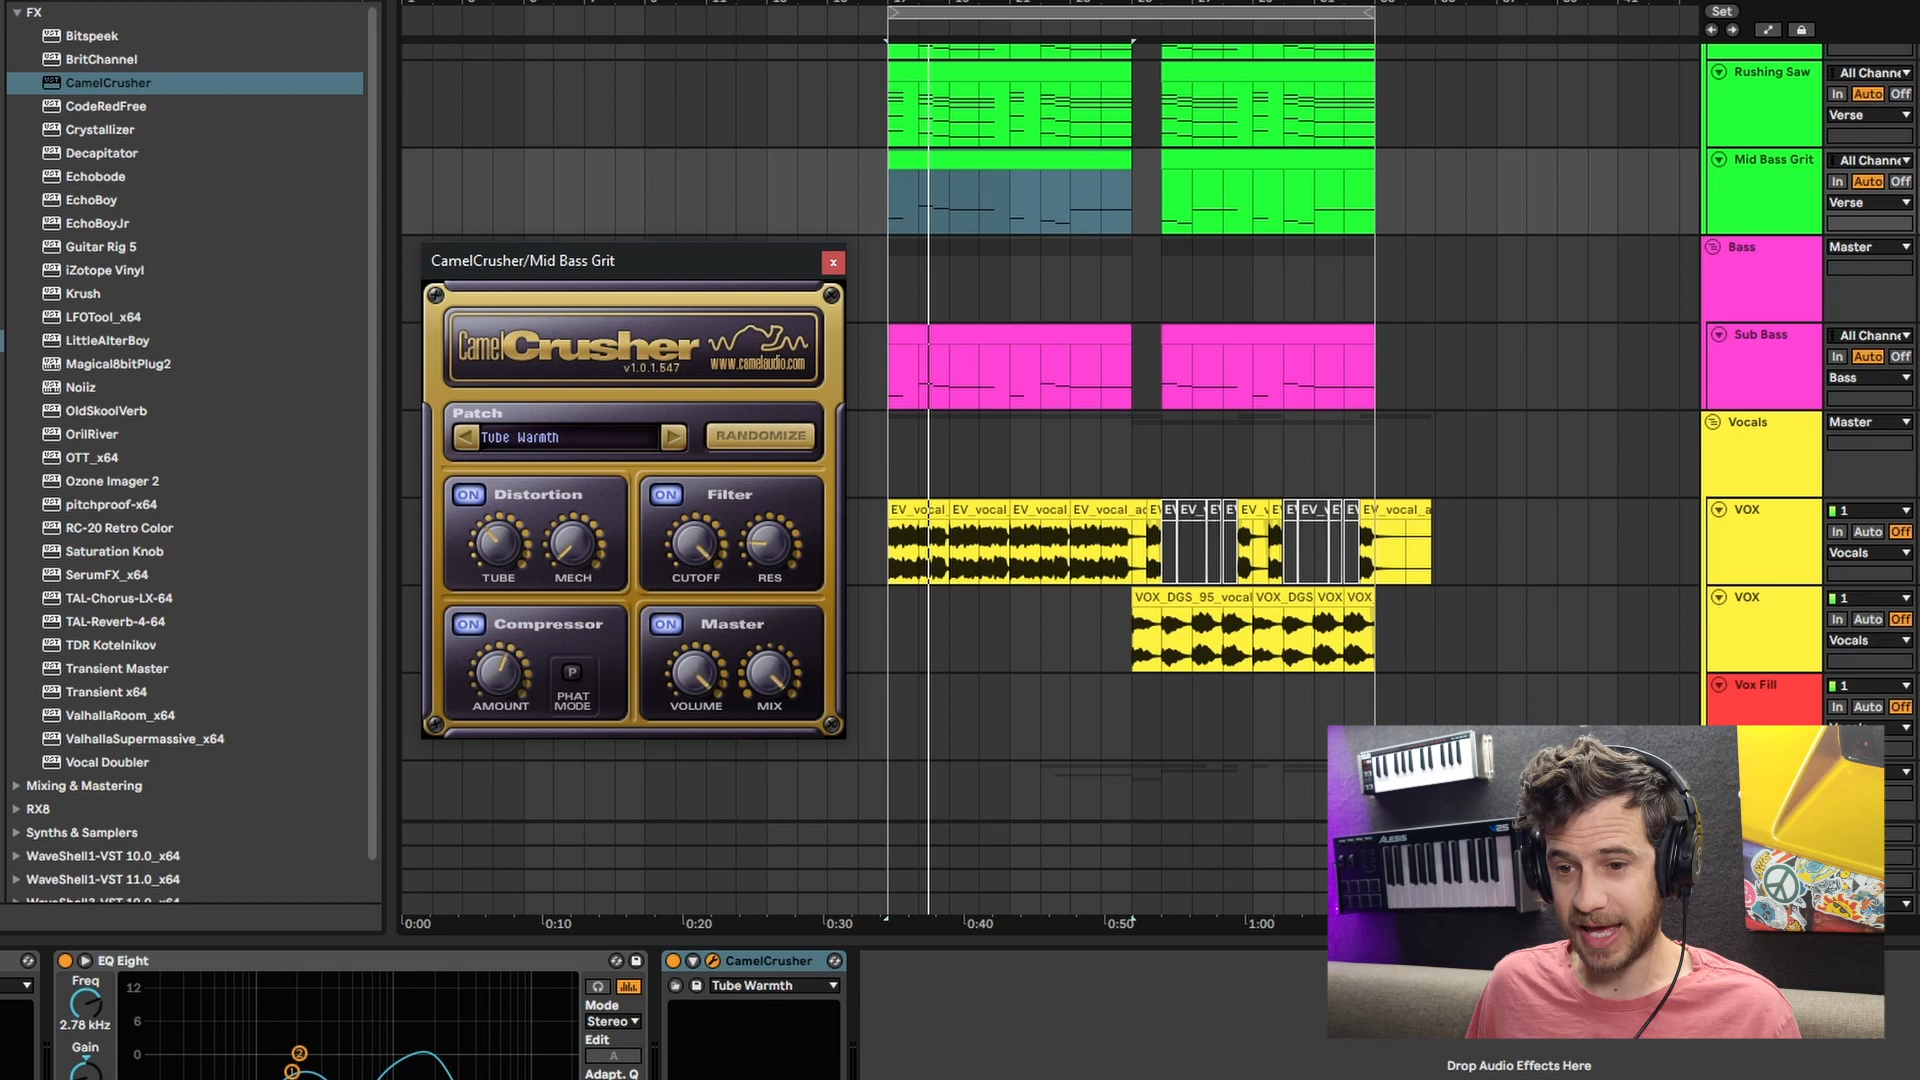 FX
Bitspeek
BritChannel
CamelCrusher
CodeRedFree
Crystallizer
Decapitator
Echobode
EchoBoy
EchoBoyJr
Guitar Rig 5
iZotope Vinyl
Krush
LFOTool_x64
LittleAlterBoy
Magical8bitPlug2
Noiiz
OldSkoolVerb
OrilRiver
OTT_x64
Ozone Imager 2
pitchproof-x64
RC-20 Retro Color
Saturation Knob
SerumFX_x64
TAL-Chorus-LX-64
TAL-Reverb-4-64
TDR Kotelnikov
Transient Master
Transient x64
ValhallaRoom_x64
ValhallaSupermassive_x64
Vocal Doubler
Mixing & Mastering
RX8
Synths & Samplers
WaveShell1-VST 10.0_x64
WaveShell1-VST 11.0_x64
CamelCrusher/Mid Bass Grit
x
CamelCrusher
v1.0.1.547
www.camelaudio.com
Patch
Tube Warmth
RANDOMIZE
ON Distortion
TUBE MECH
ON Filter
CUTOFF RES
ON Compressor
AMOUNT
P
PHAT MODE
ON Master
VOLUME MIX
EV_vocal EV_vocal EV_vocal EV_vocal_ac
EV_vocal_a
VOX_DGS_95_vocal VOX_DGS VOX VOX_
0:00 0:10 0:20 0:30 0:40 0:50 1:00
Set
Rushing Saw All Channe
In Auto Off
Verse
Mid Bass Grit All Channe
In Auto Off
Verse
Bass Master
Sub Bass All Channe
In Auto Off
Bass
Vocals Master
VOX 1
In Auto Off
Vocals
VOX 1
In Auto Off
Vocals
Vox Fill 1
In Auto Off
ALESIS
V25
EQ Eight
Freq
2.78 kHz
Gain
12
6
0
2
1
Mode
Stereo
Edit
A
Adapt. Q
CamelCrusher
Tube Warmth
Drop Audio Effects Here